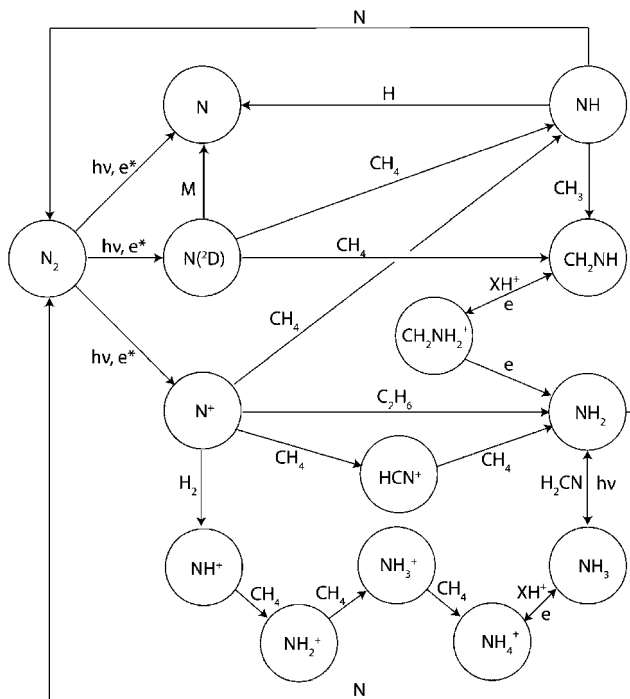 N
N
H
NH
hν, e*
CH₄
M
CH₃
N₂
hν, e*
N(²D)
CH₄
CH₂NH
XH⁺
e
CH₄
CH₂NH₂⁺
hν, e*
e
N⁺
C₂H₆
NH₂
CH₄
HCN⁺
CH₄
H₂
H₂CN
hν
NH⁺
NH₃⁺
NH₃
CH₄
CH₄
CH₄
XH⁺
e
NH₂⁺
NH₄⁺
N